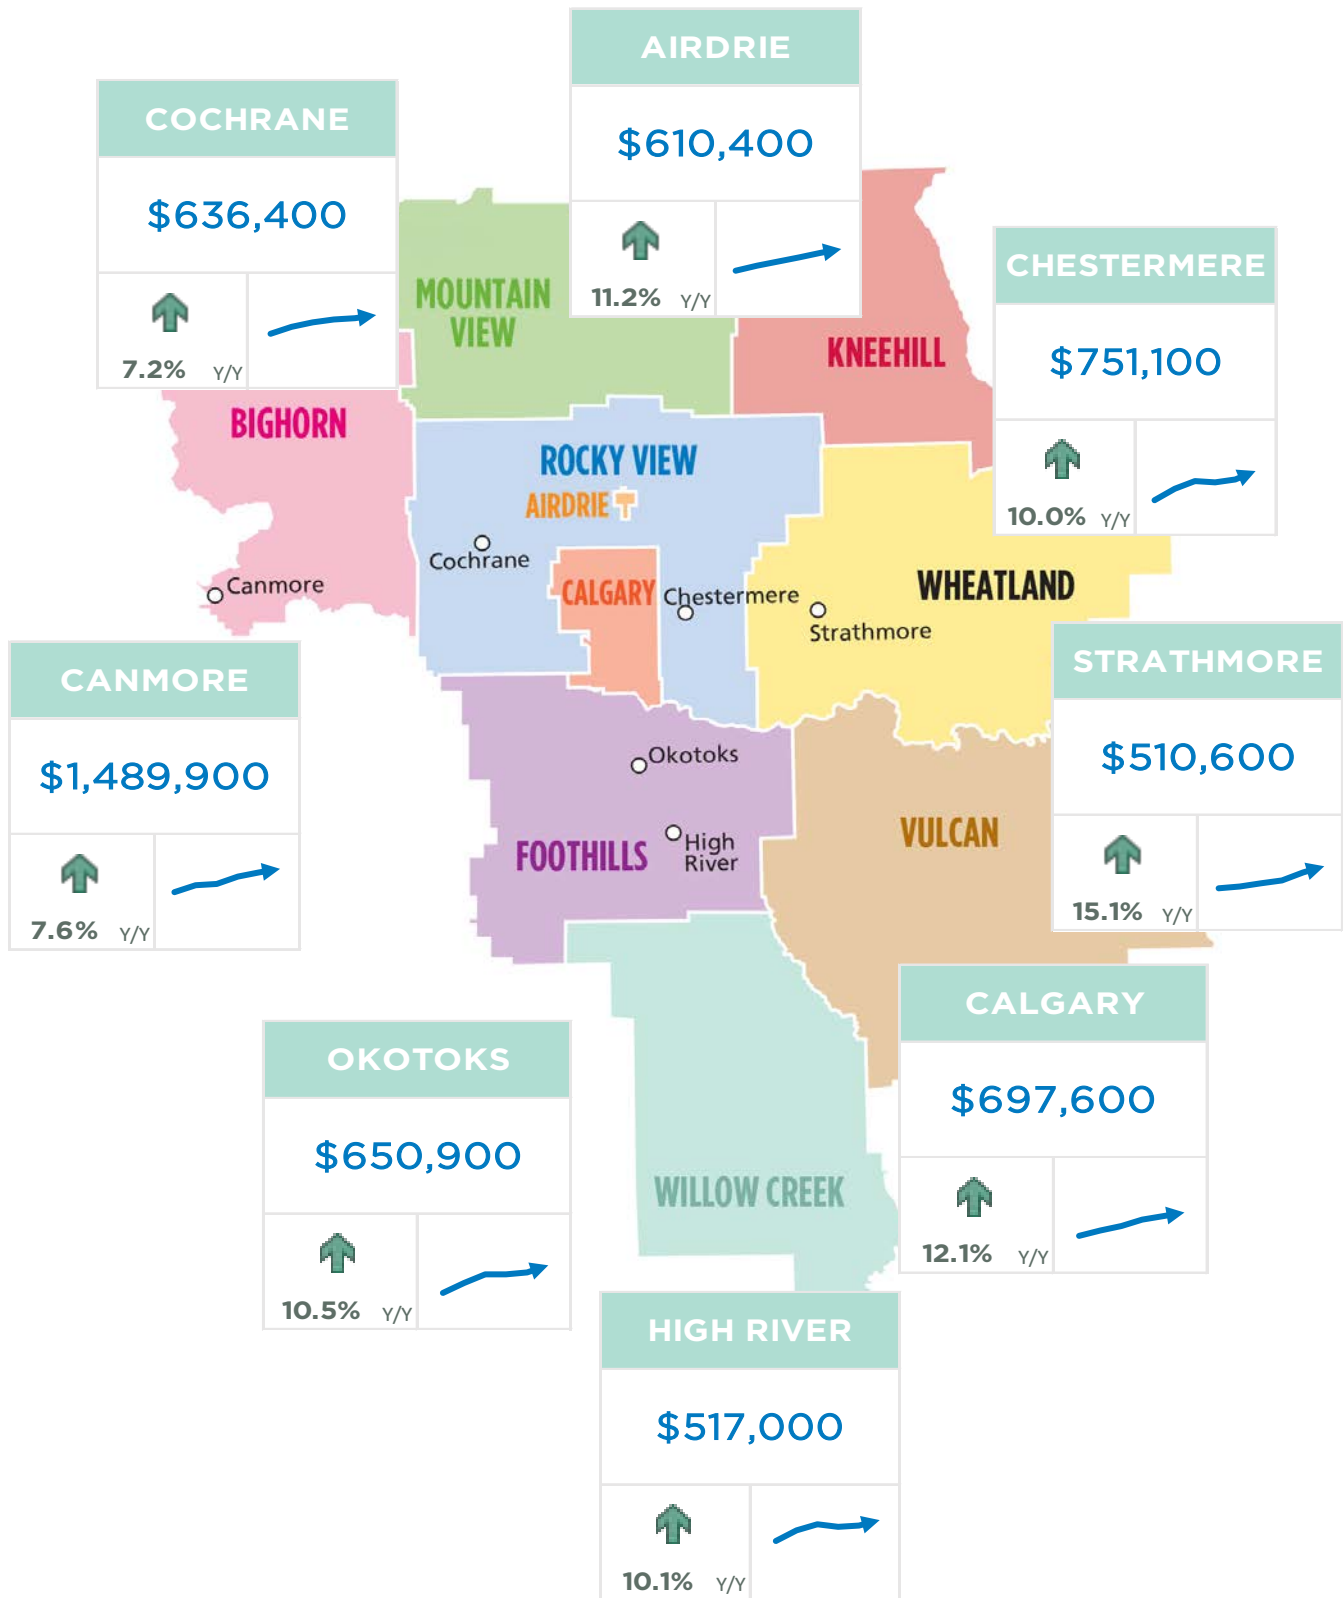 AIRDRIE
$610,400
11.2% Y/Y
COCHRANE
$636,400
7.2% Y/Y
CHESTERMERE
$751,100
10.0% Y/Y
MOUNTAIN
VIEW
KNEEHILL
BIGHORN
ROCKY VIEW
AIRDRIE
Cochrane
Canmore
CALGARY
Chestermere
WHEATLAND
Strathmore
CANMORE
$1,489,900
7.6% Y/Y
STRATHMORE
$510,600
15.1% Y/Y
Okotoks
High
River
FOOTHILLS
VULCAN
OKOTOKS
$650,900
10.5% Y/Y
CALGARY
$697,600
12.1% Y/Y
WILLOW CREEK
HIGH RIVER
$517,000
10.1% Y/Y